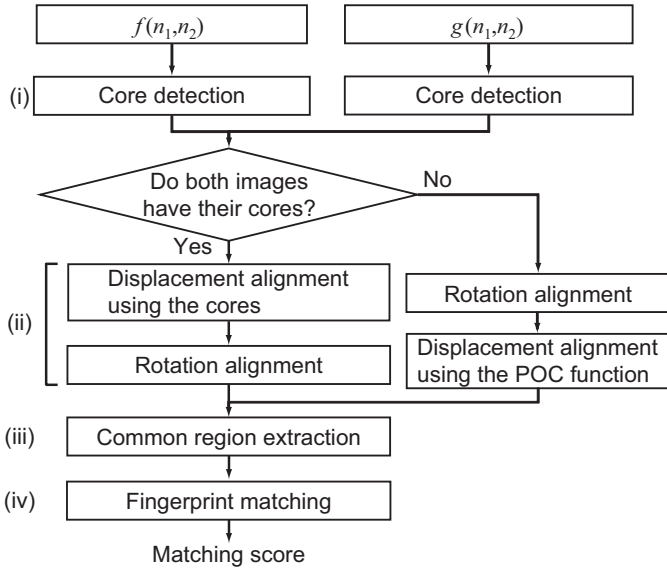 f(n₁,n₂)
g(n₁,n₂)
(i)
Core detection
Core detection
Do both images
have their cores?
No
Yes
(ii)
Displacement alignment
using the cores
Rotation alignment
Rotation alignment
Displacement alignment
using the POC function
(iii)
Common region extraction
(iv)
Fingerprint matching
Matching score